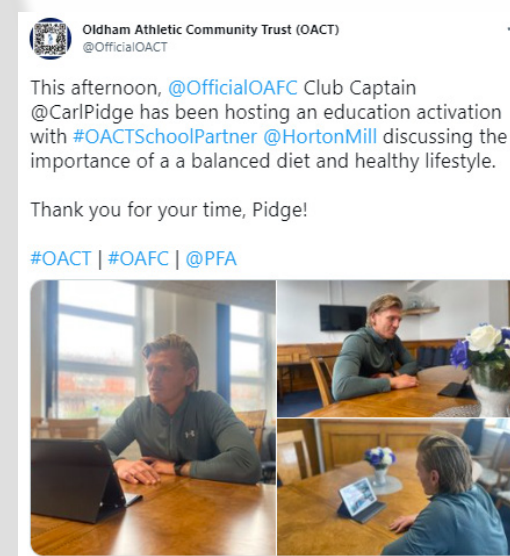 Oldham Athletic Community Trust (OACT)
@OfficialOACT
This afternoon, @OfficialOAFC Club Captain
@CarlPidge has been hosting an education activation
with #OACTSchoolPartner @HortonMill discussing the
importance of a a balanced diet and healthy lifestyle.
Thank you for your time, Pidge!
#OACT | #OAFC | @PFA